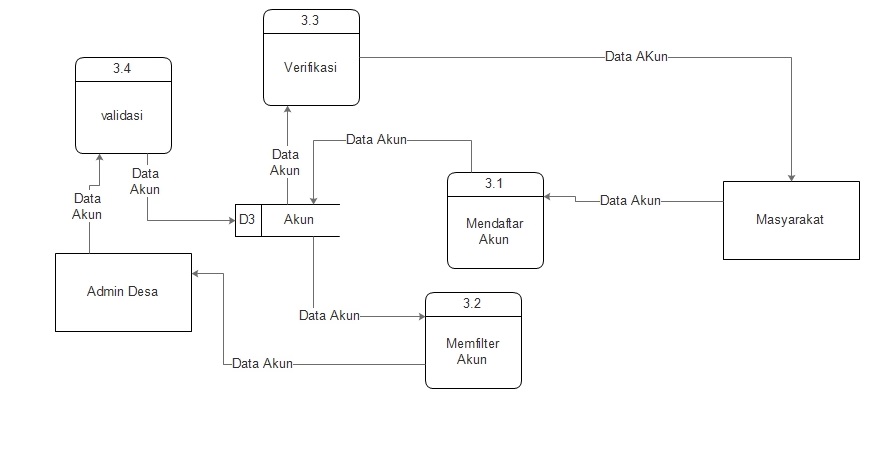 3.3
Verifikasi
Data AKun
3.4
validasi
Data Akun
Data
Akun
Data
Akun
3.1
Mendaftar
Akun
Data Akun
Masyarakat
Data
Akun
D3
Akun
Admin Desa
3.2
Memfilter
Akun
Data Akun
Data Akun